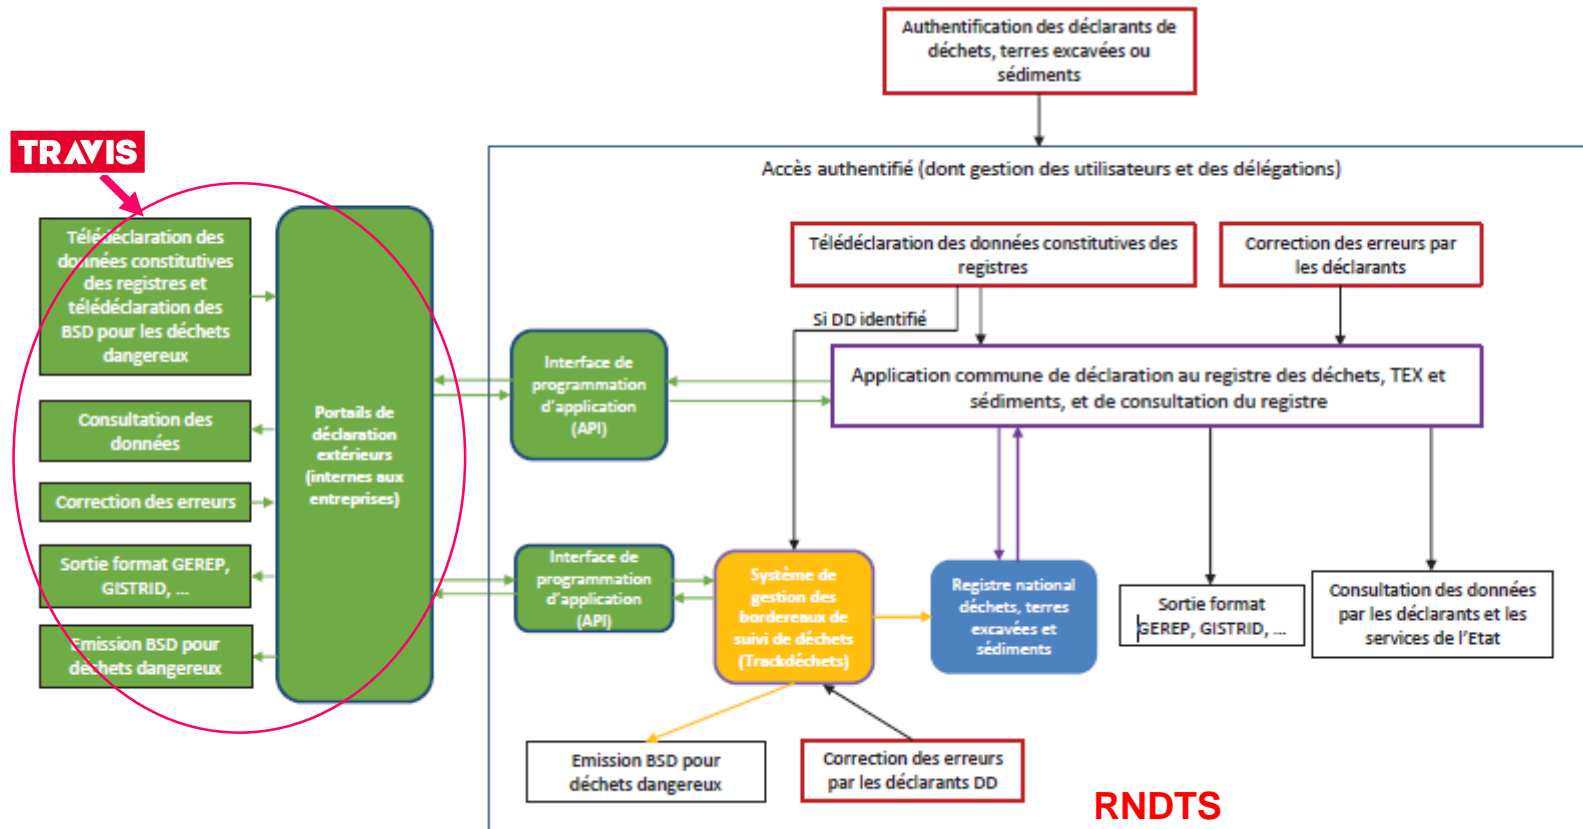 Authentification des déclarants de
déchets, terres excavées ou
sédiments
TRAVIS
Accès authentifié (dont gestion des utilisateurs et des délégations)
Télédéclaration des
données constitutives
des registres et
télédéclaration des
BSD pour les déchets
dangereux
Consultation des
données
Correction des erreurs
Sortie format GEREP,
GISTRID, ...
Emission BSD pour
déchets dangereux
Portails de
déclaration
extérieurs
(internes aux
entreprises)
Télédéclaration des données constitutives des
registres
Correction des erreurs par
les déclarants
Si DD identifié
Interface de
programmation
d'application
(API)
Application commune de déclaration au registre des déchets, TEX et
sédiments, et de consultation du registre
Interface de
programmation
d'application
(API)
Système de
gestion des
bordereaux de
suivi de déchets
(Trackdéchets)
Registre national
déchets, terres
excavées et
sédiments
Sortie format
GEREP, GISTRID, ...
Consultation des données
par les déclarants et les
services de l'Etat
Emission BSD pour
déchets dangereux
Correction des erreurs
par les déclarants DD
RNDTS